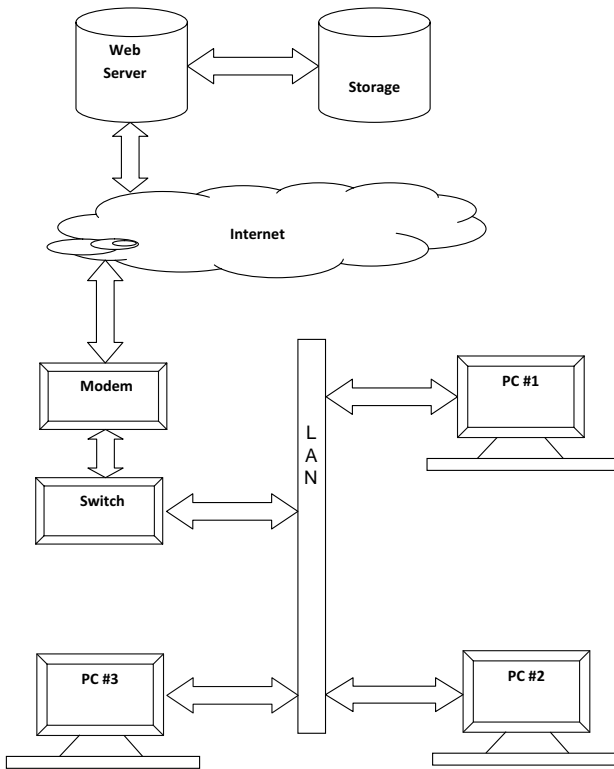 Web
Server
Storage
Internet
Modem
PC #1
L
A
N
Switch
PC #3
PC #2